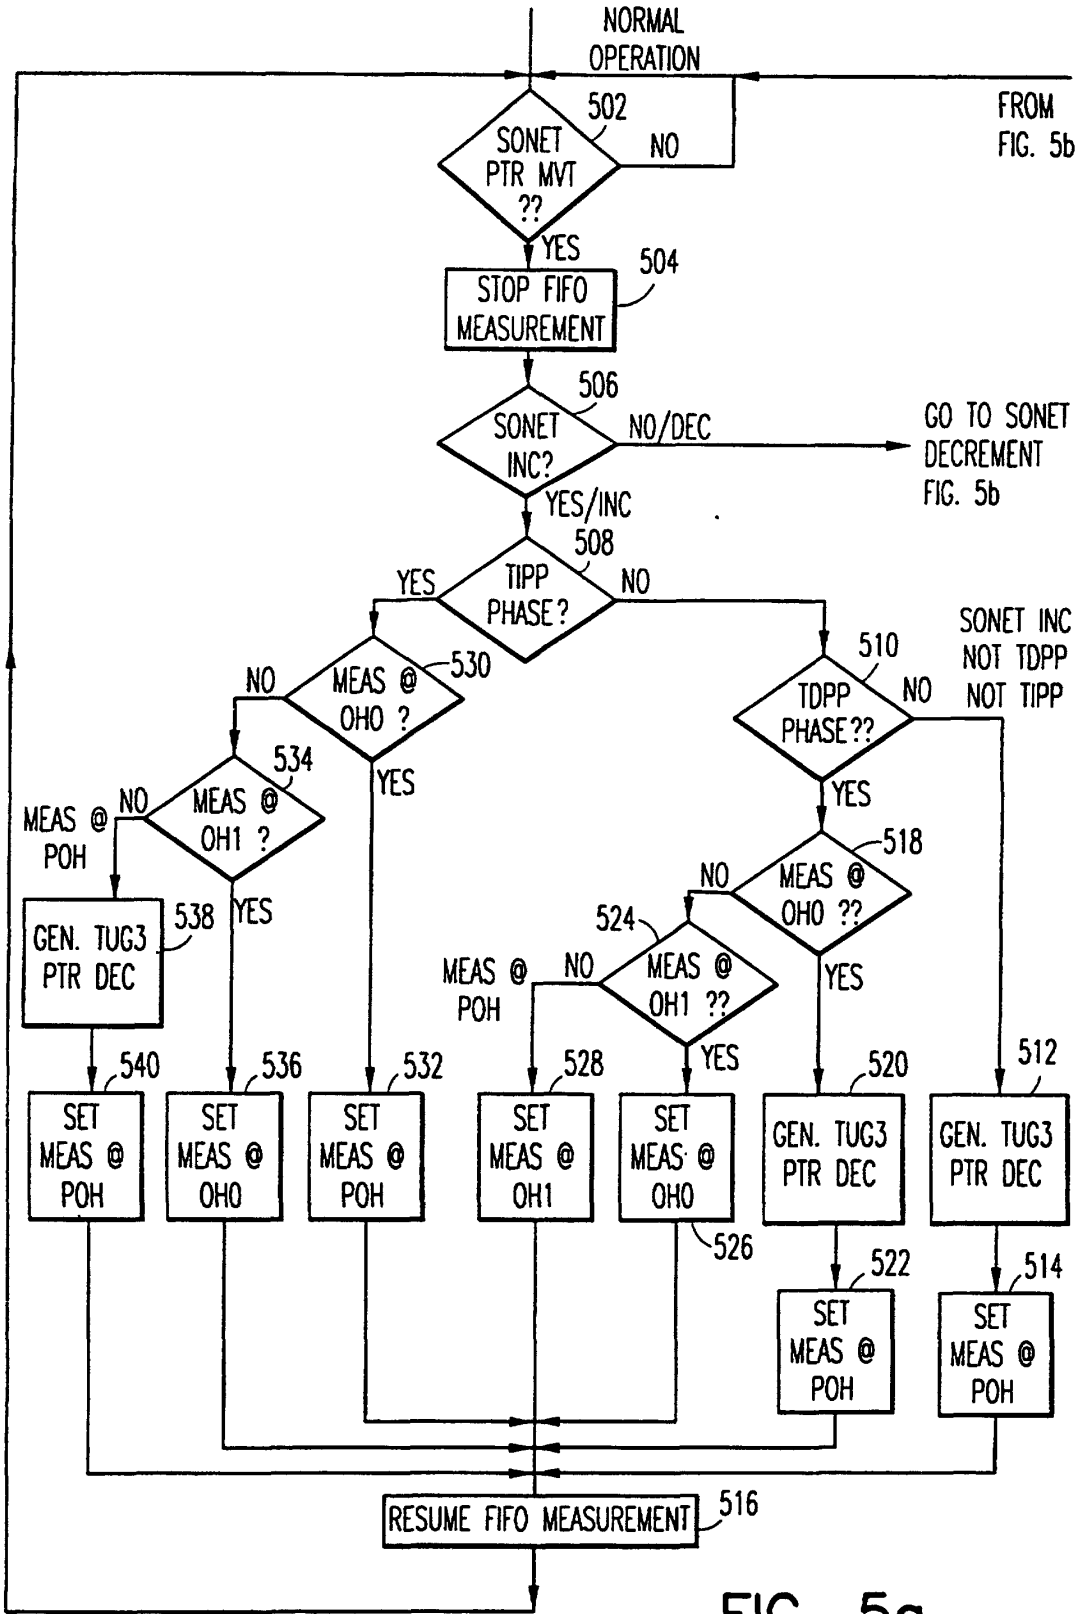 NORMAL
OPERATION
FROM
FIG. 5b
502
SONET
PTR MVT
??
NO
YES
504
STOP FIFO
MEASUREMENT
506
SONET
INC?
NO/DEC
GO TO SONET
DECREMENT
FIG. 5b
YES/INC
508
TIPP
PHASE?
YES
NO
530
MEAS @
OH0 ?
NO
YES
510
TDPP
PHASE??
NO
SONET INC
NOT TDPP
NOT TIPP
YES
534
MEAS @
OH1 ?
NO
MEAS @
POH
YES
518
MEAS @
OH0 ??
NO
YES
524
MEAS @
OH1 ??
NO
MEAS @
POH
YES
538
GEN. TUG3
PTR DEC
540
SET
MEAS @
POH
536
SET
MEAS @
OH0
532
SET
MEAS @
POH
528
SET
MEAS @
OH1
SET
MEAS @
OH0
526
520
GEN. TUG3
PTR DEC
512
GEN. TUG3
PTR DEC
522
SET
MEAS @
POH
514
SET
MEAS @
POH
RESUME FIFO MEASUREMENT
516
FIG. 5a